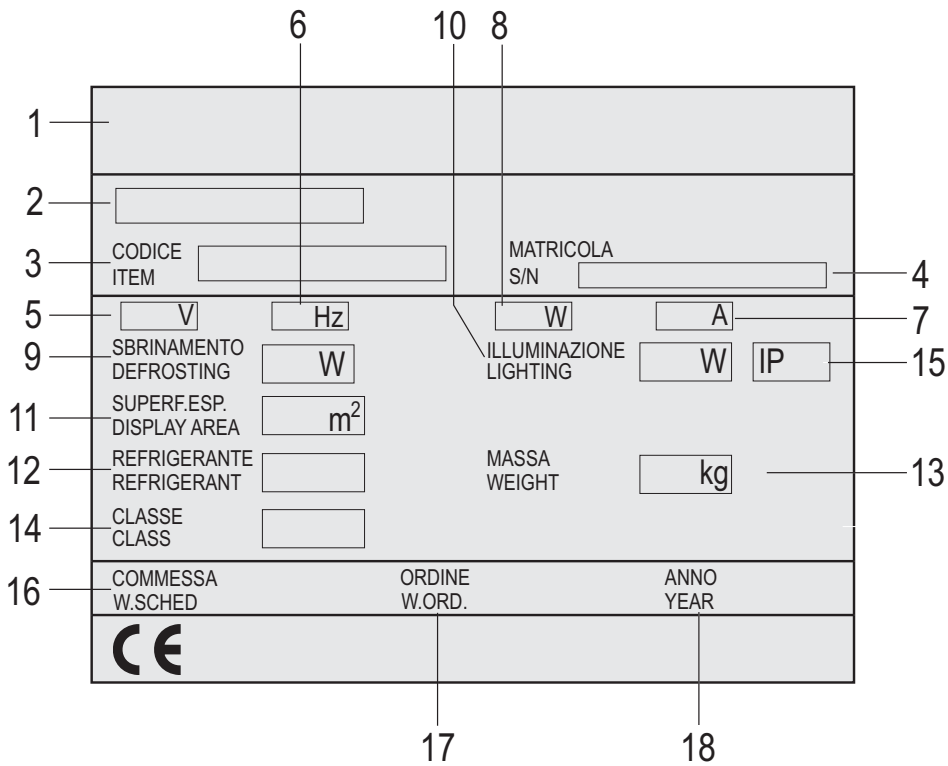 6 10 8
1
2
3 CODICE ITEM MATRICOLA S/N 4
5 V Hz W A 7
9 SBRINAMENTO DEFROSTING W ILLUMINAZIONE LIGHTING W IP 15
11 SUPERF.ESP. DISPLAY AREA m²
12 REFRIGERANTE REFRIGERANT MASSA WEIGHT kg 13
14 CLASSE CLASS
16 COMMESSA W.SCHED ORDINE W.ORD. ANNO YEAR
CE
17 18